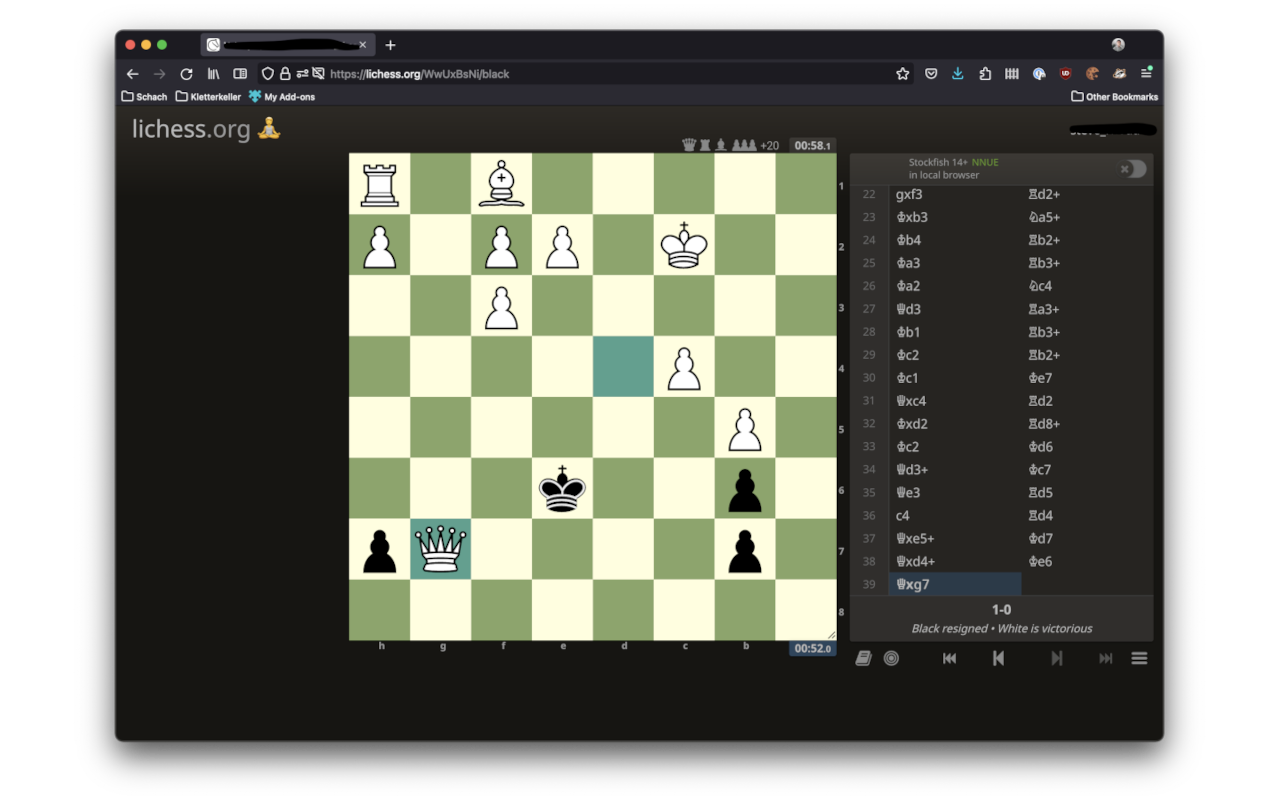 https://lichess.org/WwUxBsNi/black
Schach Kletterkeller My Add-ons Other Bookmarks
lichess.org
+20 00:58.1
Stockfish 14+ NNUE
in local browser
22 gxf3 ♖d2+
23 ♔xb3 ♘a5+
24 ♔b4 ♖b2+
25 ♔a3 ♖b3+
26 ♔a2 ♘c4
27 ♕d3 ♖a3+
28 ♔b1 ♖b3+
29 ♔c2 ♖b2+
30 ♔c1 ♔e7
31 ♕xc4 ♖d2
32 ♔xd2 ♖d8+
33 ♔c2 ♔d6
34 ♕d3+ ♔c7
35 ♕e3 ♖d5
36 c4 ♖d4
37 ♕xe5+ ♔d7
38 ♕xd4+ ♔e6
39 ♕xg7
1-0
Black resigned • White is victorious
1
2
3
4
5
6
7
8
h g f e d c b
00:52.0